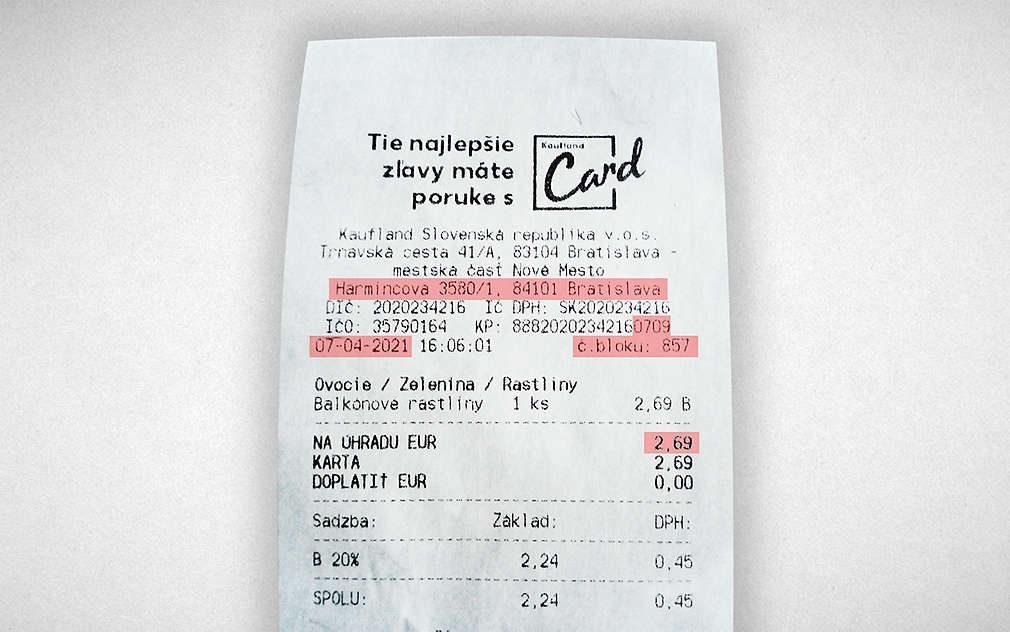 Tie najlepšie
zľavy máte
poruke s
Kaufland
Card
Kaufland Slovenská republika v.o.s.
Trnavská cesta 41/A, 83104 Bratislava -
mestská časť Nové Mesto
Harmincova 3580/1, 84101 Bratislava
DIČ: 2020234216 IČ DPH: SK2020234216
IČO: 35790164 KP: 88820202342160709
07-04-2021 16:06:01 č.bloku: 857
Ovocie / Zelenina / Rastliny
Balkónové rastliny 1 ks 2,69 B
NA ÚHRADU EUR 2,69
KARTA 2,69
DOPLATIŤ EUR 0,00
Sadzba: Základ: DPH:
B 20% 2,24 0,45
SPOLU: 2,24 0,45